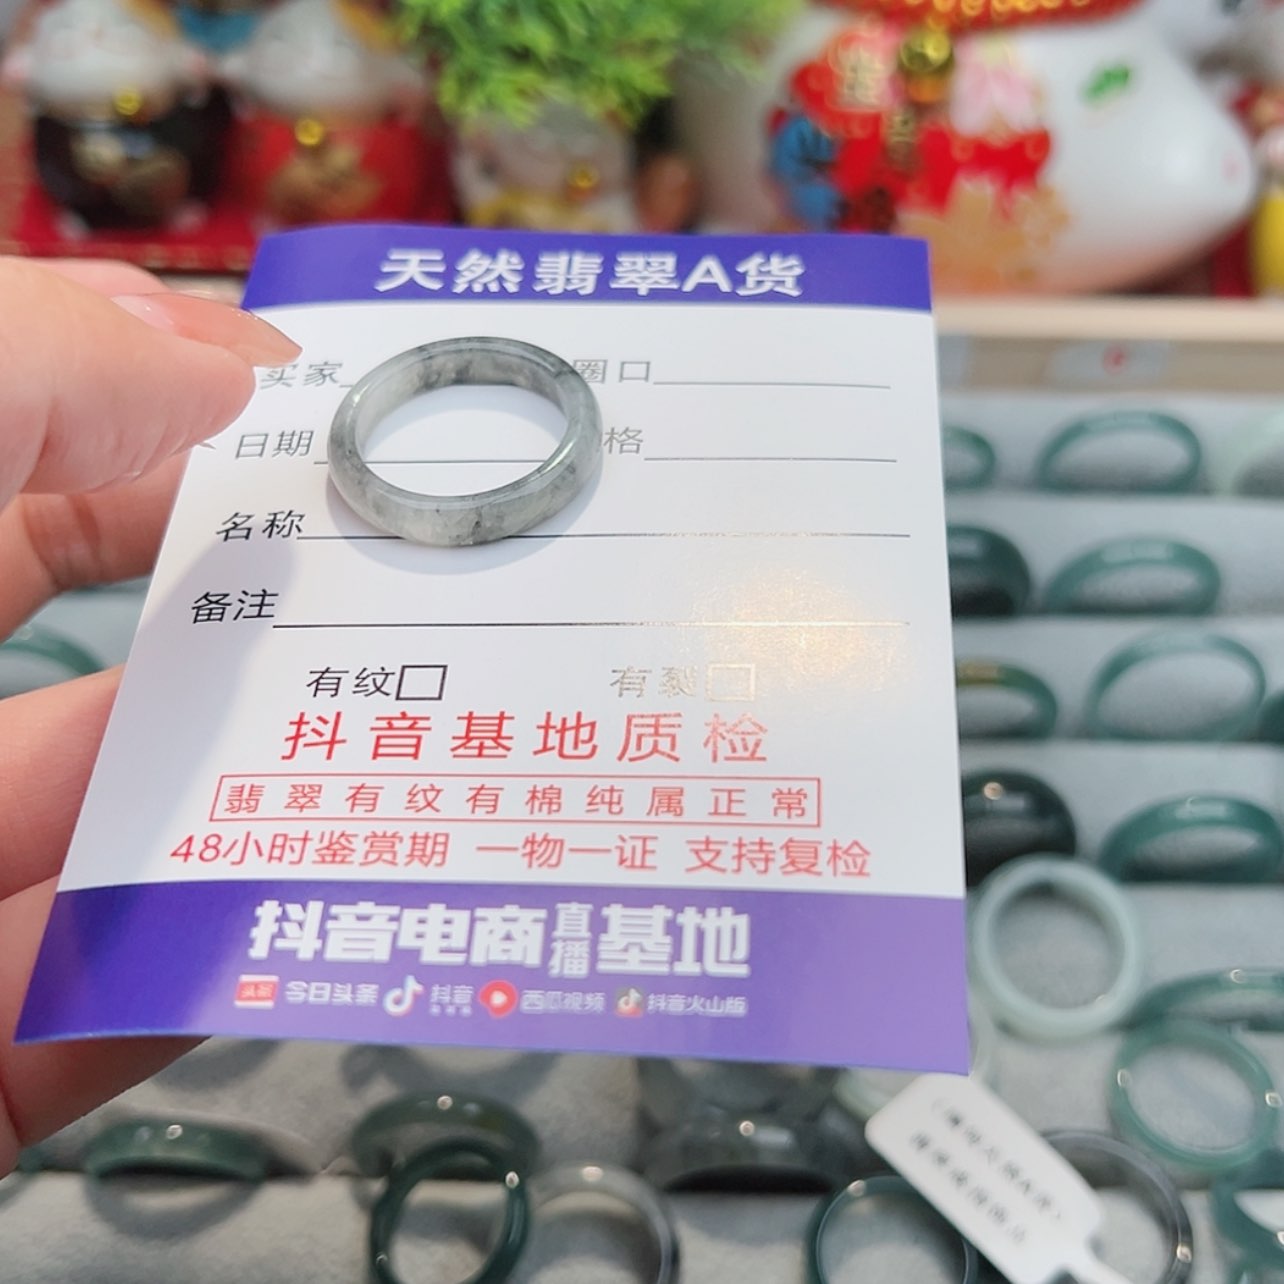 天然翡翠A货
买家 圈口
日期 格
名称
备注
有纹 有裂
抖音基地质检
翡翠有纹有棉纯属正常
48小时鉴赏期 一物一证 支持复检
抖音电商直播基地
头条 今日头条 抖音 西瓜视频 抖音火山版